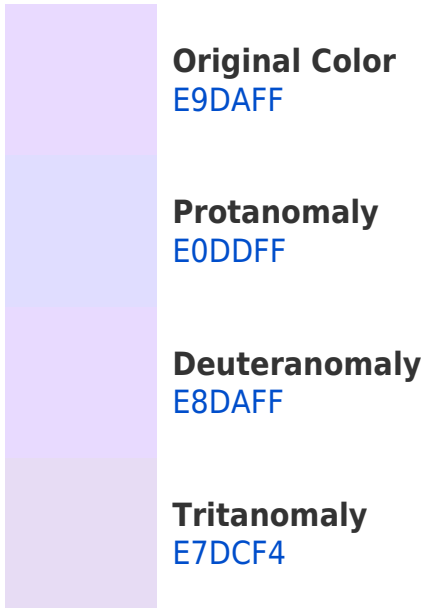 Original Color
E9DAFF
Protanomaly
E0DDFF
Deuteranomaly
E8DAFF
Tritanomaly
E7DCF4